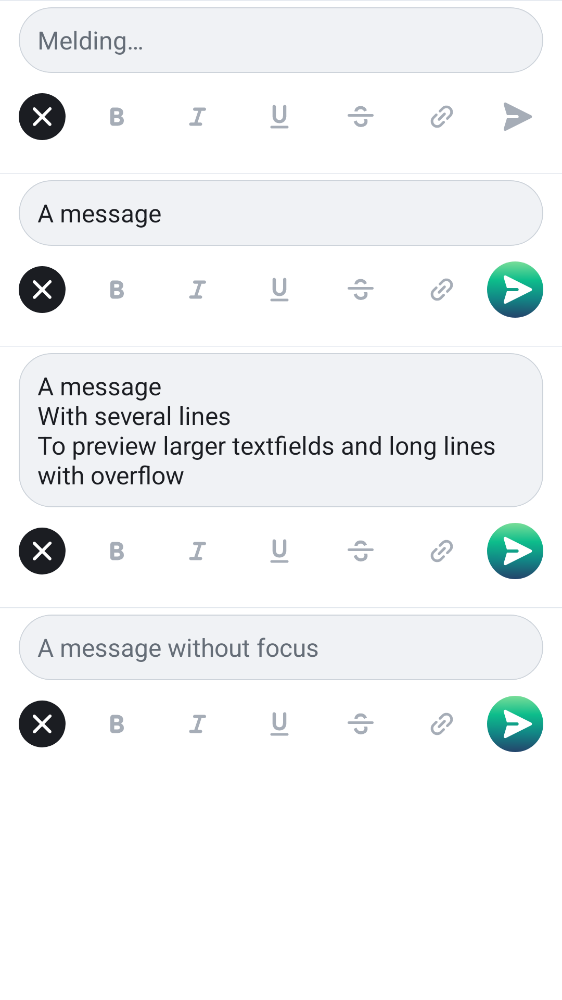 Melding…
A message
A message
With several lines
To preview larger textfields and long lines
with overflow
A message without focus